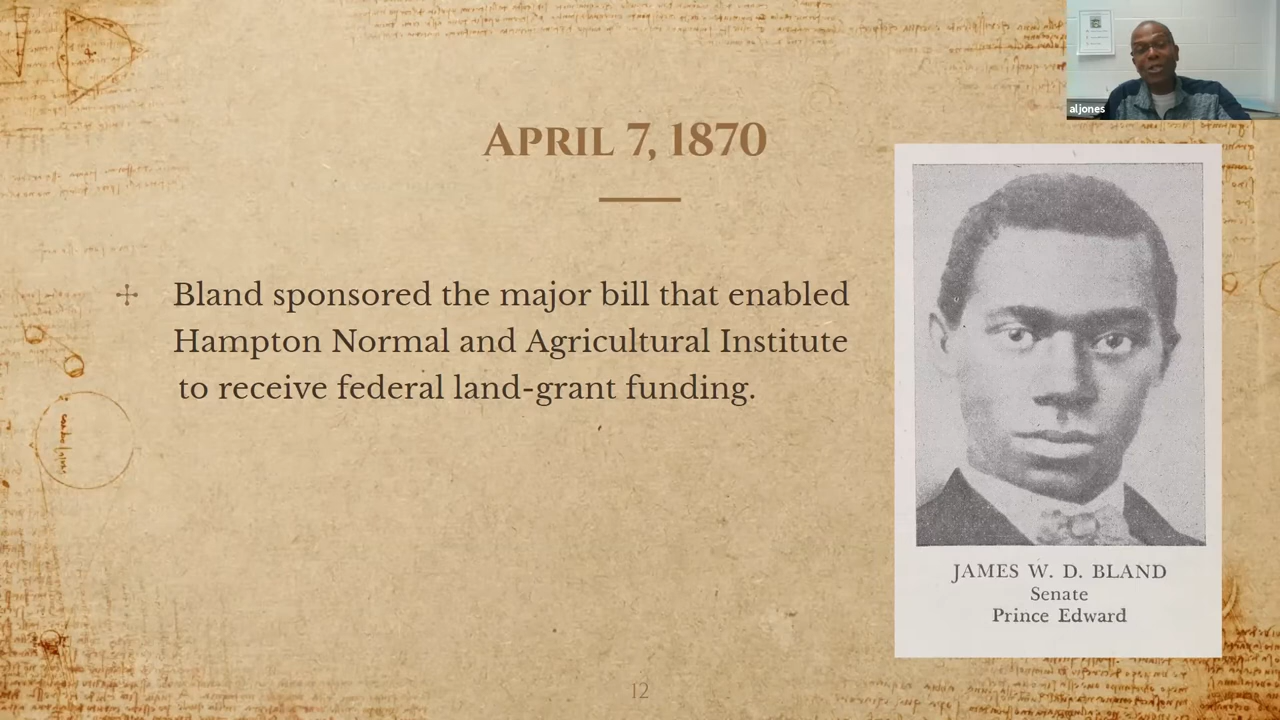 aljones
APRIL 7, 1870
Bland sponsored the major bill that enabled
Hampton Normal and Agricultural Institute
to receive federal land-grant funding.
JAMES W. D. BLAND
Senate
Prince Edward
12